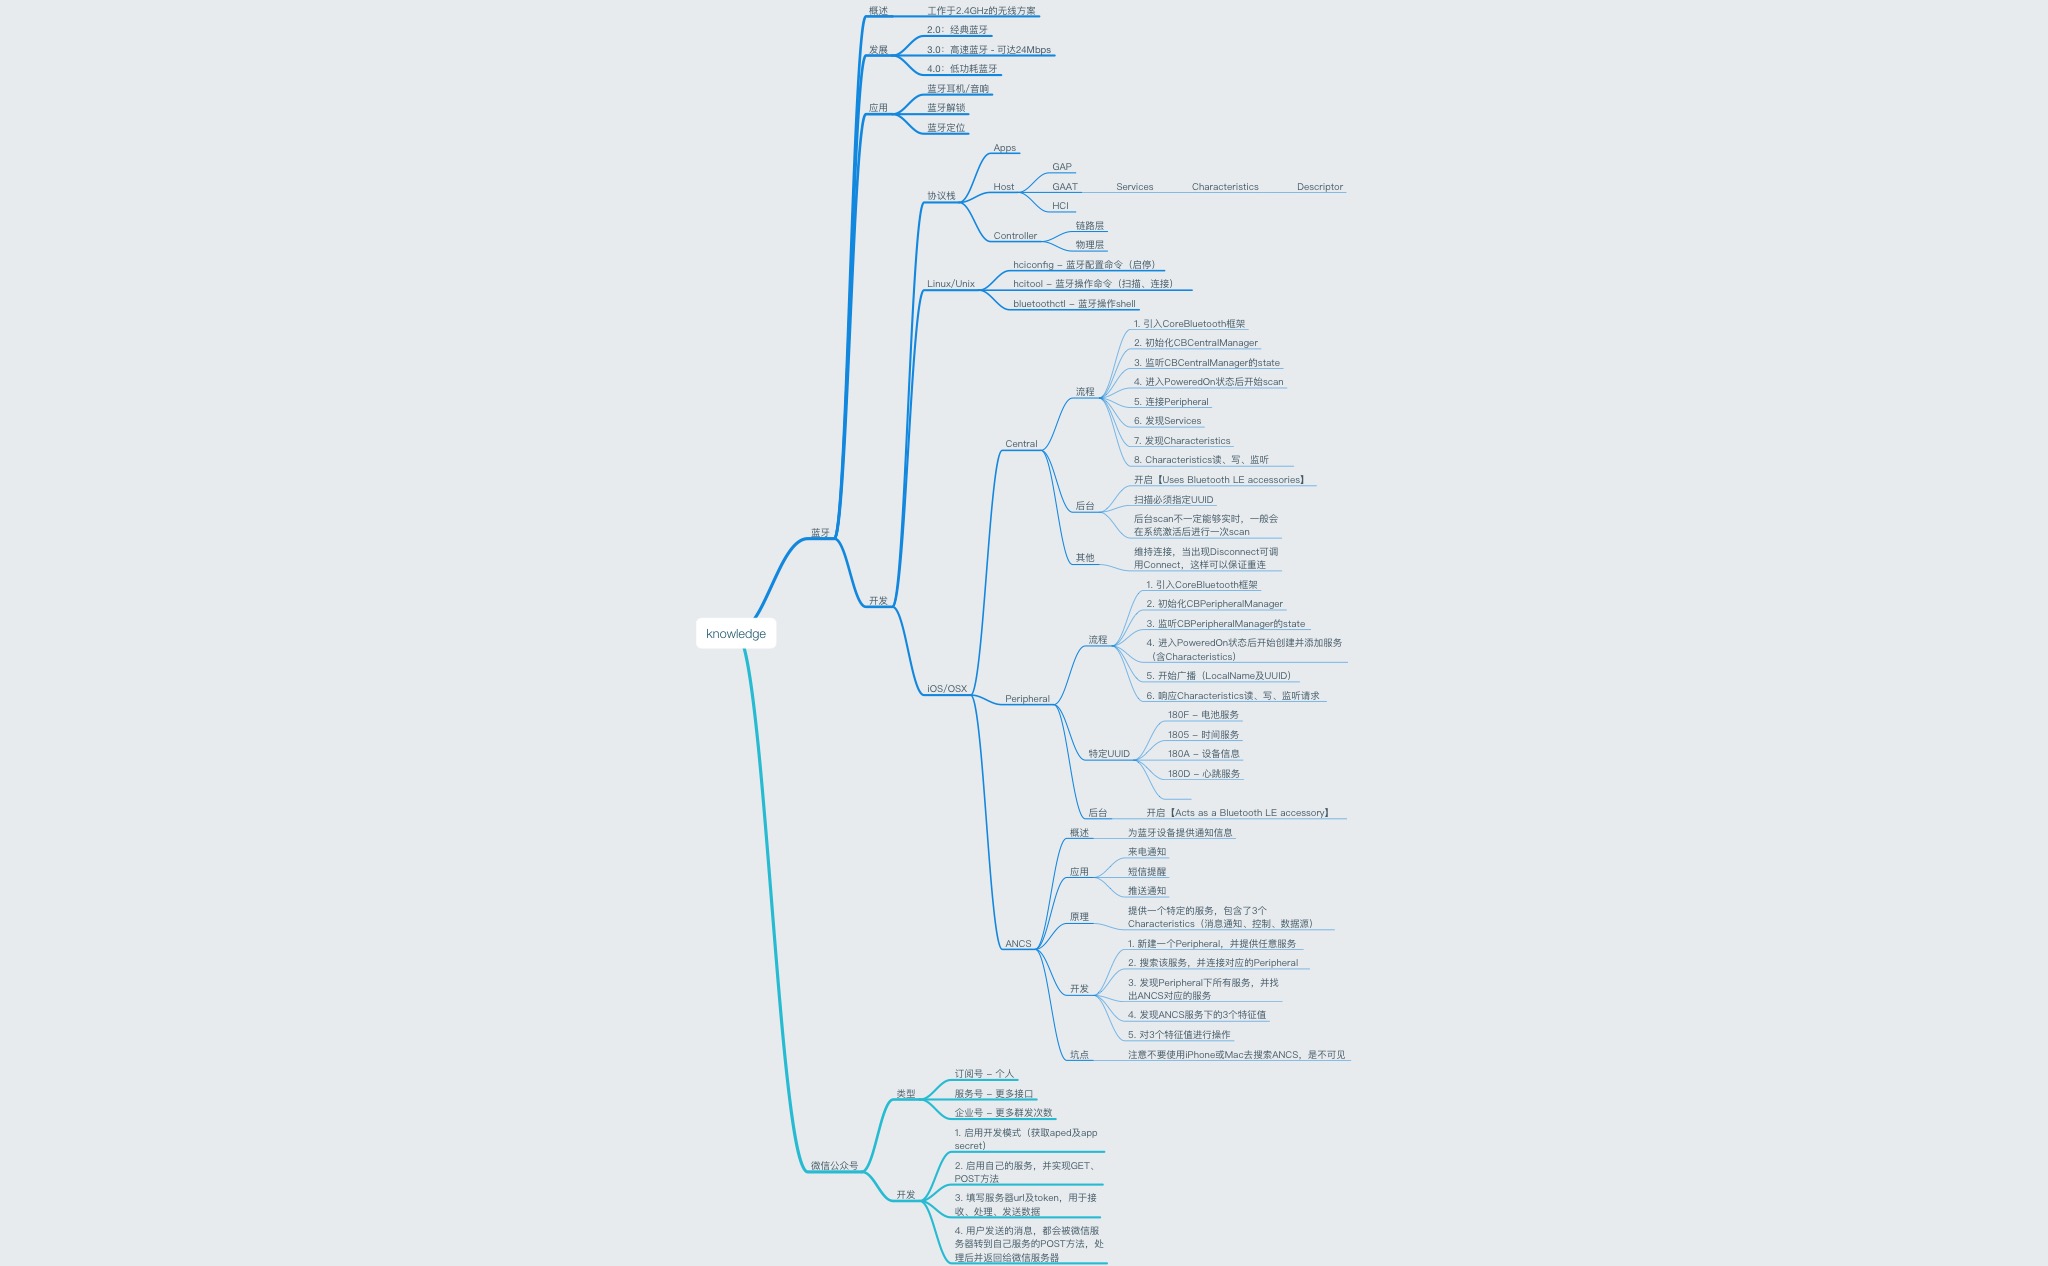 概述
工作于2.4GHz的无线方案
发展
2.0：经典蓝牙
3.0：高速蓝牙 - 可达24Mbps
4.0：低功耗蓝牙
应用
蓝牙耳机/音响
蓝牙解锁
蓝牙定位
协议栈
Apps
Host
GAP
GAAT
Services
Characteristics
Descriptor
HCI
Controller
链路层
物理层
Linux/Unix
hciconfig – 蓝牙配置命令（启停）
hcitool – 蓝牙操作命令（扫描、连接）
bluetoothctl – 蓝牙操作shell
蓝牙
开发
iOS/OSX
Central
流程
1. 引入CoreBluetooth框架
2. 初始化CBCentralManager
3. 监听CBCentralManager的state
4. 进入PoweredOn状态后开始scan
5. 连接Peripheral
6. 发现Services
7. 发现Characteristics
8. Characteristics读、写、监听
后台
开启【Uses Bluetooth LE accessories】
扫描必须指定UUID
后台scan不一定能够实时，一般会
在系统激活后进行一次scan
其他
维持连接，当出现Disconnect可调
用Connect，这样可以保证重连
knowledge
Peripheral
流程
1. 引入CoreBluetooth框架
2. 初始化CBPeripheralManager
3. 监听CBPeripheralManager的state
4. 进入PoweredOn状态后开始创建并添加服务
（含Characteristics）
5. 开始广播（LocalName及UUID）
6. 响应Characteristics读、写、监听请求
特定UUID
180F – 电池服务
1805 – 时间服务
180A – 设备信息
180D – 心跳服务
后台
开启【Acts as a Bluetooth LE accessory】
ANCS
概述
为蓝牙设备提供通知信息
应用
来电通知
短信提醒
推送通知
原理
提供一个特定的服务，包含了3个
Characteristics（消息通知、控制、数据源）
开发
1. 新建一个Peripheral，并提供任意服务
2. 搜索该服务，并连接对应的Peripheral
3. 发现Peripheral下所有服务，并找
出ANCS对应的服务
4. 发现ANCS服务下的3个特征值
5. 对3个特征值进行操作
坑点
注意不要使用iPhone或Mac去搜索ANCS，是不可见
微信公众号
类型
订阅号 – 个人
服务号 – 更多接口
企业号 – 更多群发次数
开发
1. 启用开发模式（获取aped及app
secret）
2. 启用自己的服务，并实现GET、
POST方法
3. 填写服务器url及token，用于接
收、处理、发送数据
4. 用户发送的消息，都会被微信服
务器转到自己服务的POST方法，处
理后并返回给微信服务器